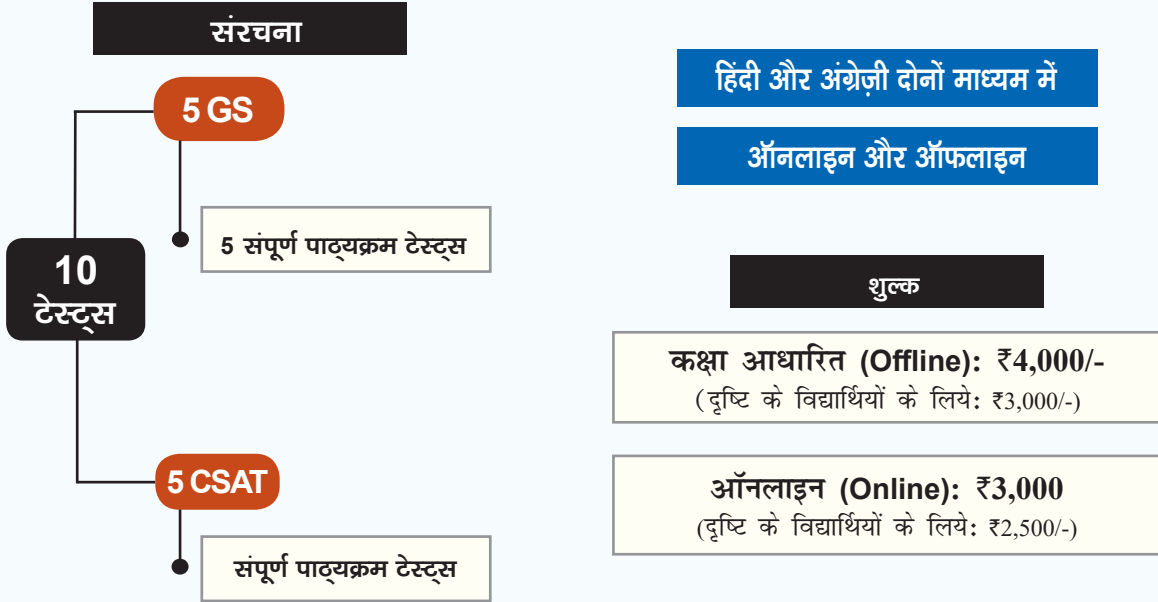 संरचना
5 GS
5 संपूर्ण पाठ्यक्रम टेस्ट्स
10
टेस्ट्स
5 CSAT
संपूर्ण पाठ्यक्रम टेस्ट्स
हिंदी और अंग्रेज़ी दोनों माध्यम में
ऑनलाइन और ऑफलाइन
शुल्क
कक्षा आधारित (Offline): ₹4,000/-
(दृष्टि के विद्यार्थियों के लिये: ₹3,000/-)
ऑनलाइन (Online): ₹3,000
(दृष्टि के विद्यार्थियों के लिये: ₹2,500/-)